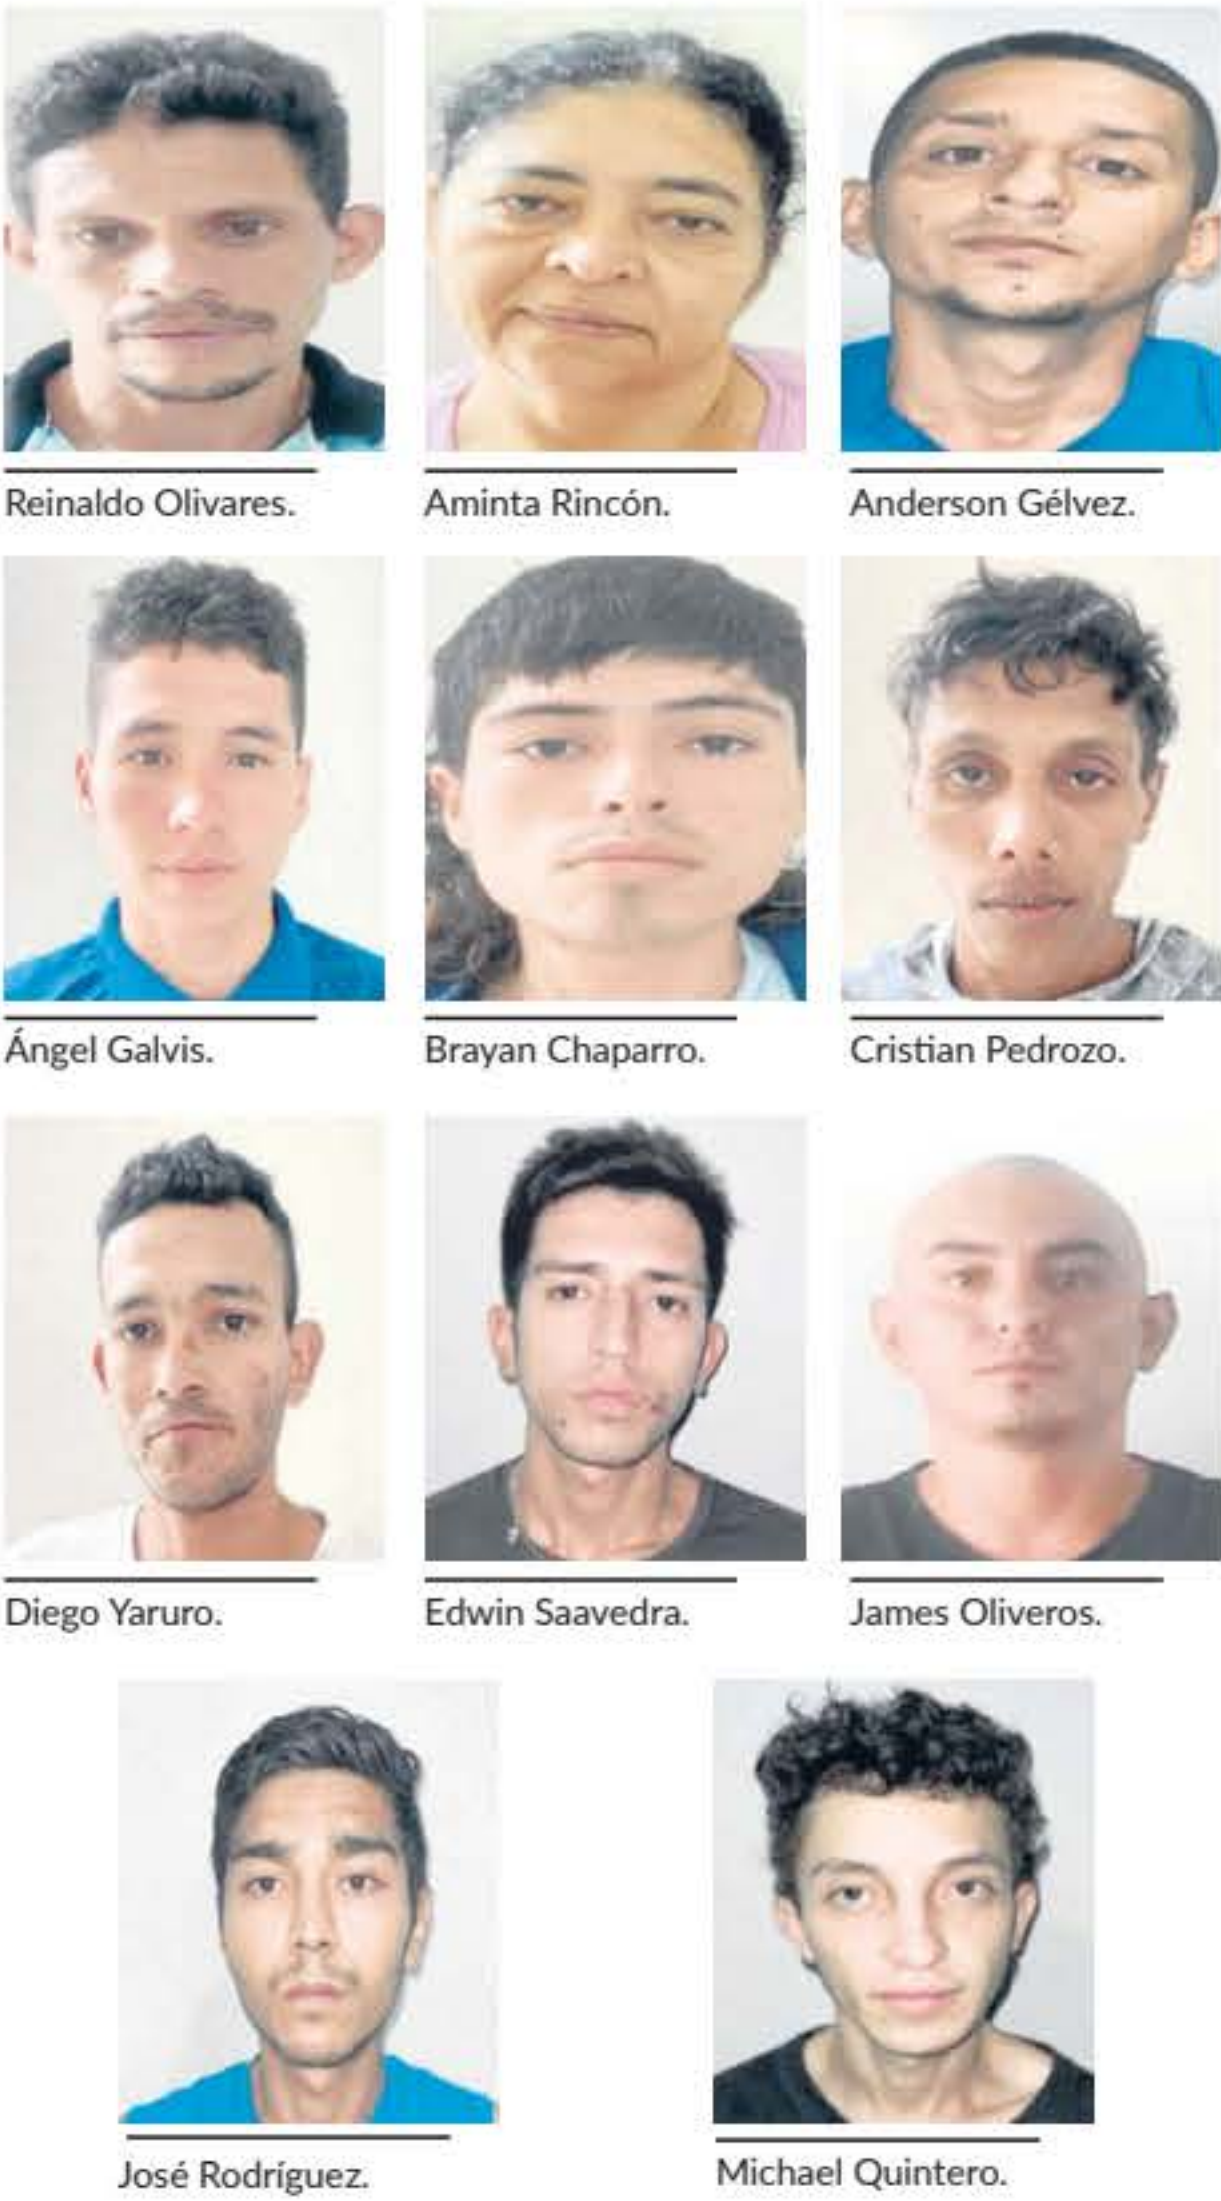 Reinaldo Olivares.
Aminta Rincón.
Anderson Gélvez.
Ángel Galvis.
Brayan Chaparro.
Cristian Pedrozo.
Diego Yaruro.
Edwin Saavedra.
James Oliveros.
José Rodríguez.
Michael Quintero.